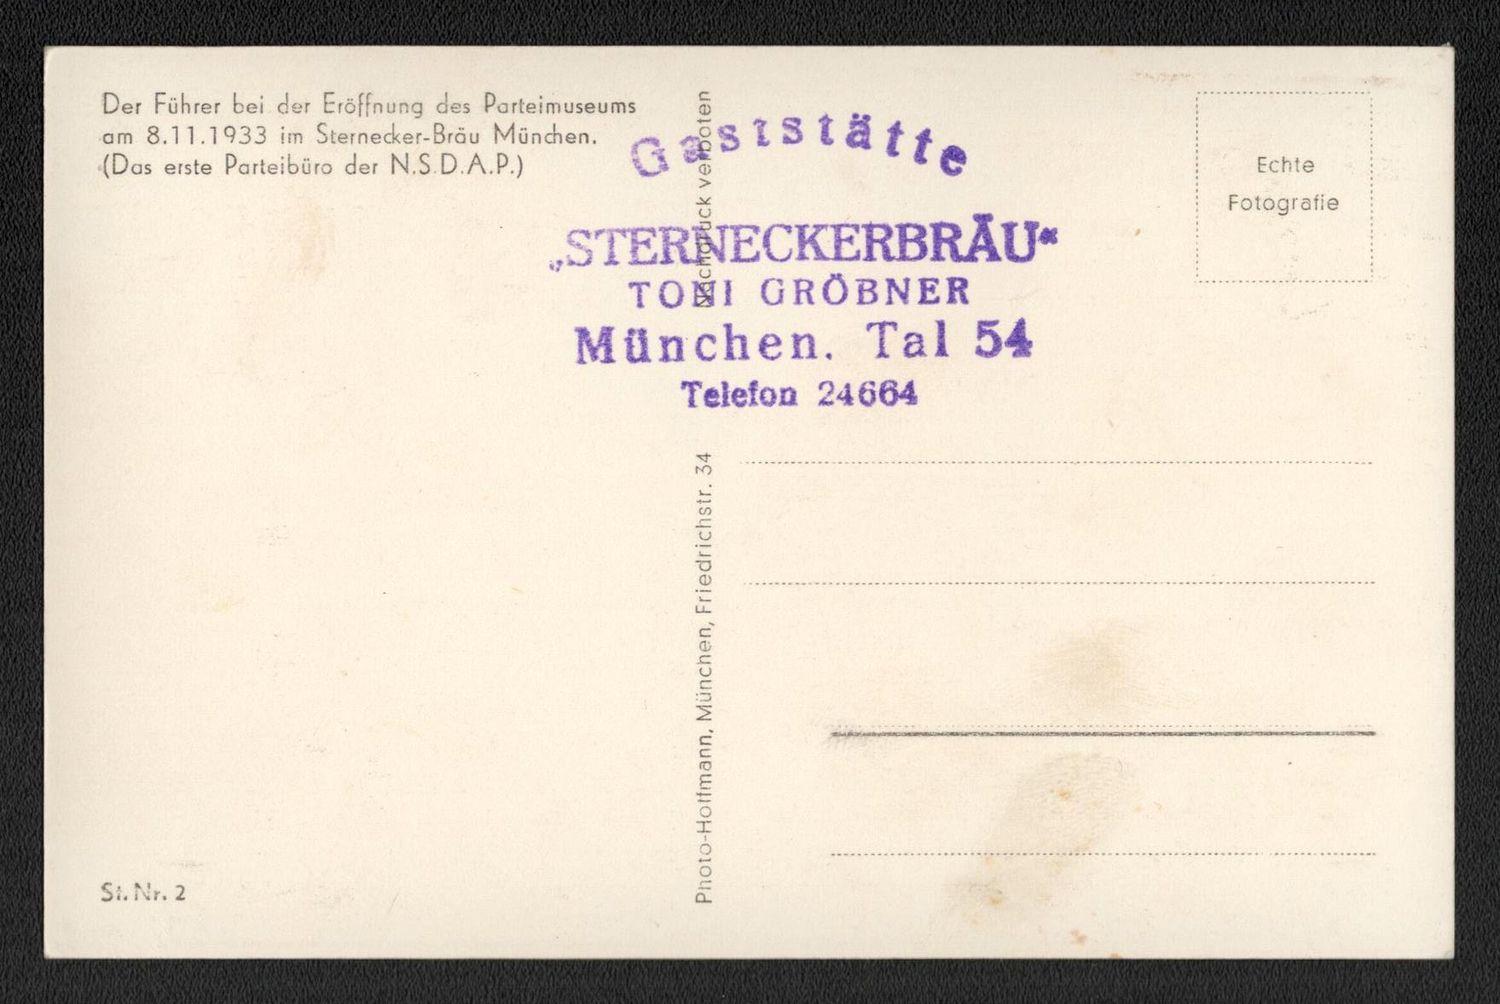 Der Führer bei der Eröffnung des Parteimuseums
am 8.11.1933 im Sternecker-Bräu München.
(Das erste Parteibüro der N.S.D.A.P.)
Gaststätte
„STERNECKERBRÄU“
TONI GRÖBNER
München. Tal 54
Telefon 24664
Echte
Fotografie
Nachdruck verboten
Photo-Hoffmann, München, Friedrichstr. 34
St. Nr. 2